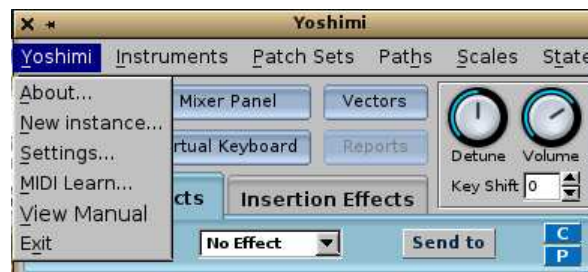 Yoshimi
Yoshimi Instruments Patch Sets Paths Scales State
About...
New instance...
Settings...
MIDI Learn...
View Manual
Exit
Mixer Panel Vectors
rtual Keyboard Reports
Detune Volume
Key Shift 0
cts Insertion Effects
No Effect Send to C
P